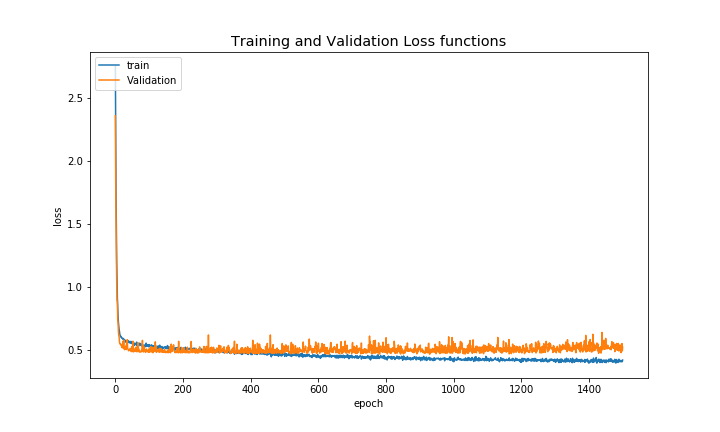 Training and Validation Loss functions
train
Validation
2.5
2.0
1.5
1.0
0.5
loss
0 200 400 600 800 1000 1200 1400
epoch